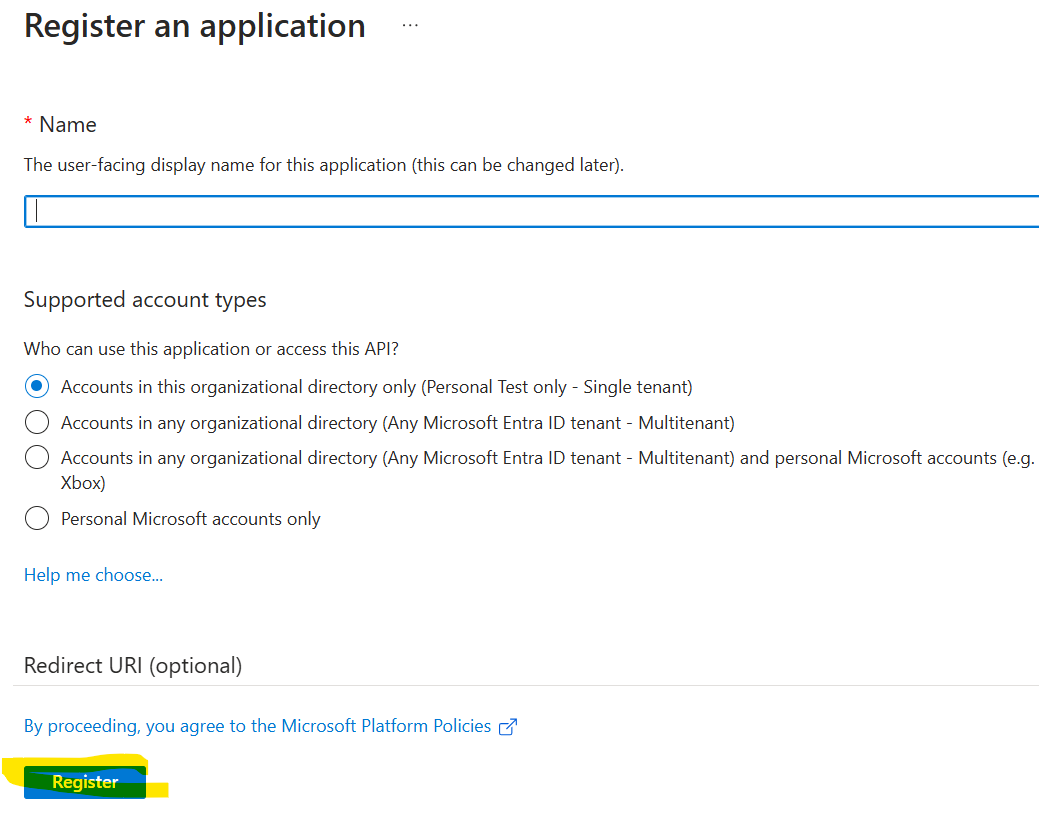 Register an application ...
* Name
The user-facing display name for this application (this can be changed later).
Supported account types
Who can use this application or access this API?
Accounts in this organizational directory only (Personal Test only - Single tenant)
Accounts in any organizational directory (Any Microsoft Entra ID tenant - Multitenant)
Accounts in any organizational directory (Any Microsoft Entra ID tenant - Multitenant) and personal Microsoft accounts (e.g.
Xbox)
Personal Microsoft accounts only
Help me choose...
Redirect URI (optional)
By proceeding, you agree to the Microsoft Platform Policies
Register